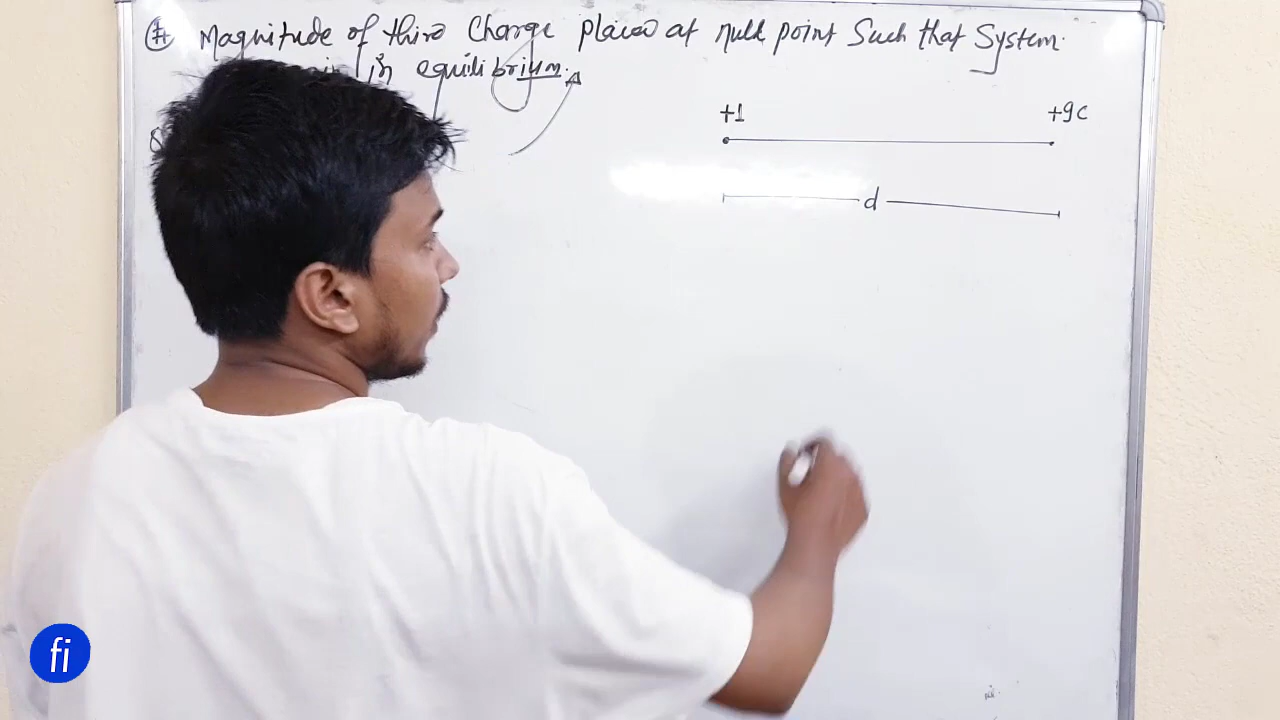 # Magnitude of third Charge placed at null point Such that System
in equilibrium.
+1 +9c
d
fi